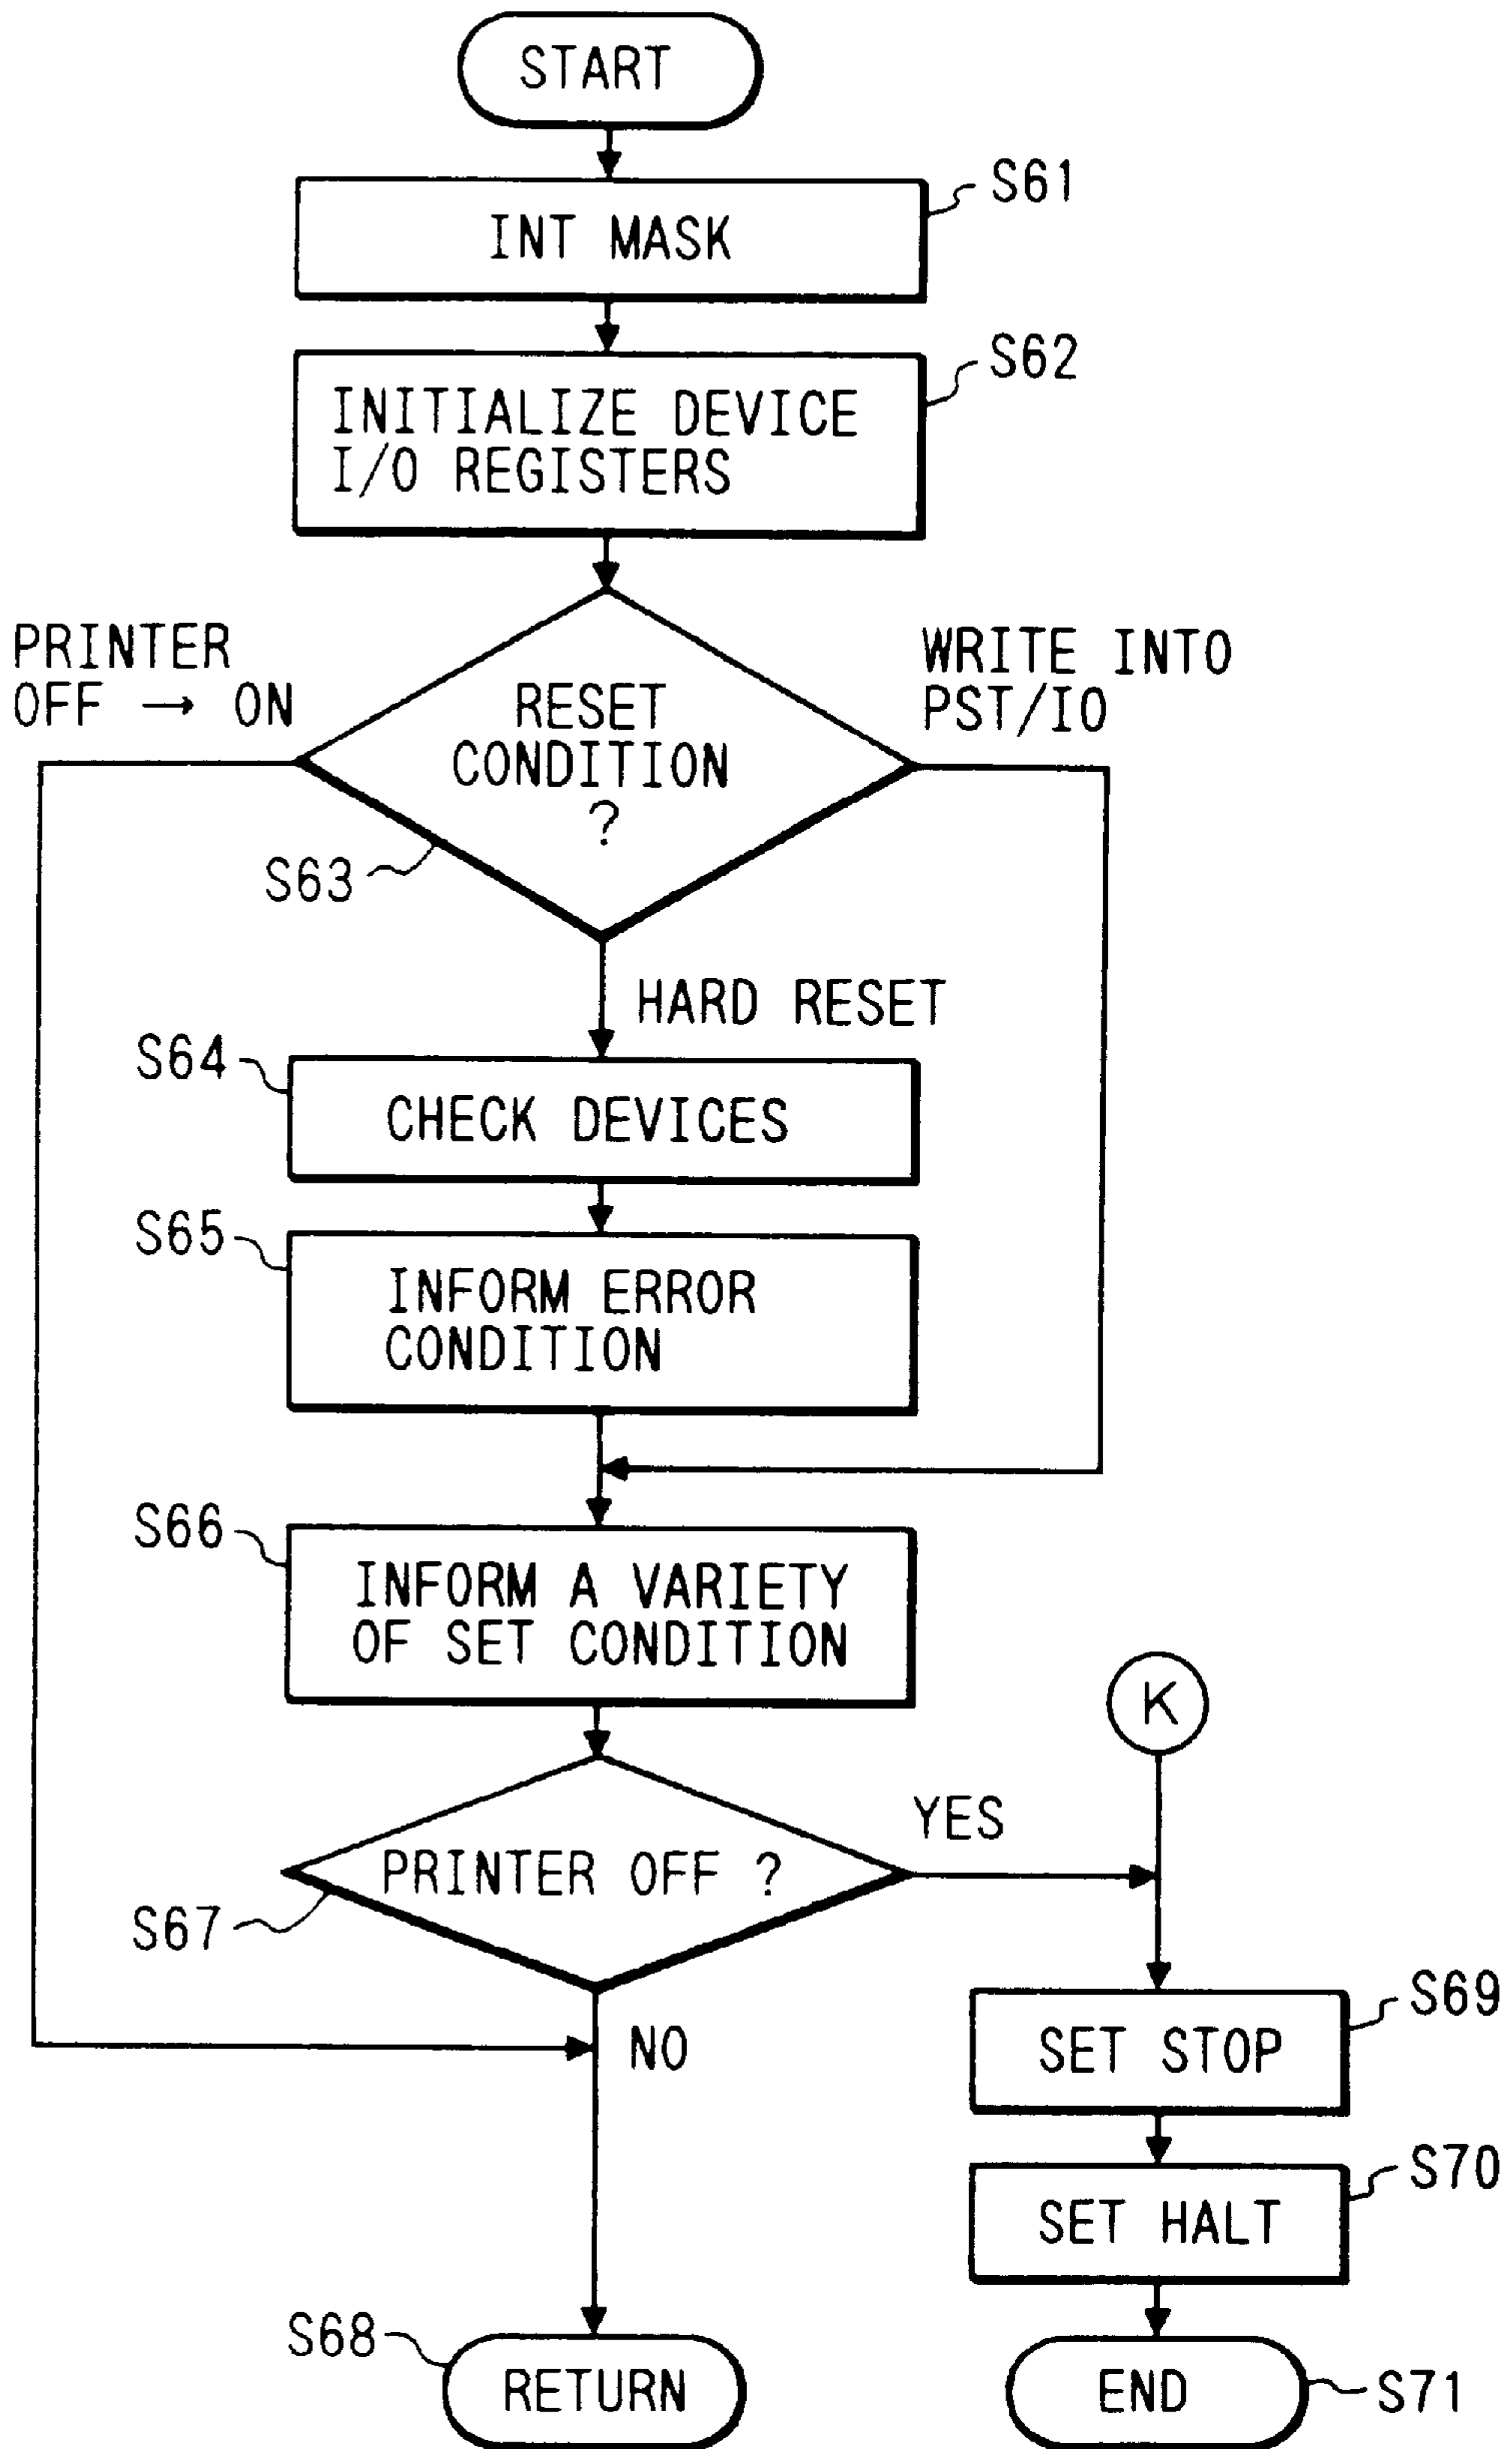 START
S61
INT MASK
S62
INITIALIZE DEVICE
I/O REGISTERS
PRINTER
OFF → ON
WRITE INTO
PST/IO
RESET
CONDITION
?
S63
HARD RESET
S64
CHECK DEVICES
S65
INFORM ERROR
CONDITION
S66
INFORM A VARIETY
OF SET CONDITION
K
YES
PRINTER OFF ?
S67
S69
NO
SET STOP
S70
SET HALT
S68
RETURN
END
S71